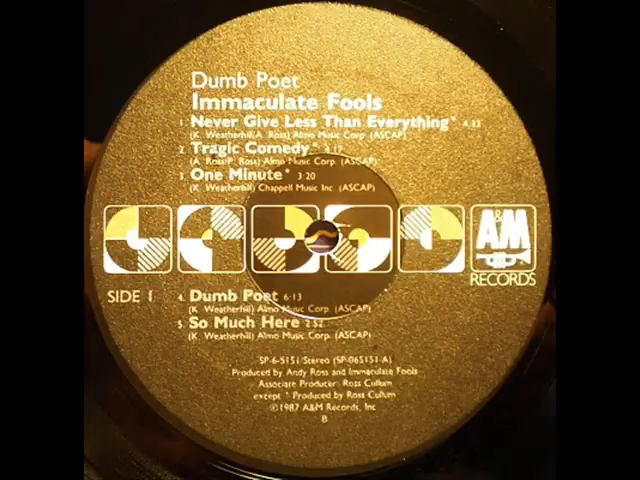 Dumb Poet
Immaculate Fools
1. Never Give Less Than Everything* 4:33
(K. Weatherhill/A. Ross) Almo Music Corp. (ASCAP)
2. Tragic Comedy* 4:17
(A. Ross/P. Ross) Almo Music Corp. (ASCAP)
3. One Minute* 3:20
(K. Weatherhill) Chappell Music Inc. (ASCAP)
A&M
RECORDS
SIDE 1
4. Dumb Poet 6:13
(K. Weatherhill) Almo Music Corp. (ASCAP)
5. So Much Here 2:52
(K. Weatherhill) Almo Music Corp. (ASCAP)
SP-6-5151/Stereo (SP-065151-A)
Produced by Andy Ross and Immaculate Fools
Associate Producer: Ross Cullum
except * Produced by Ross Cullum
℗1987 A&M Records, Inc
B